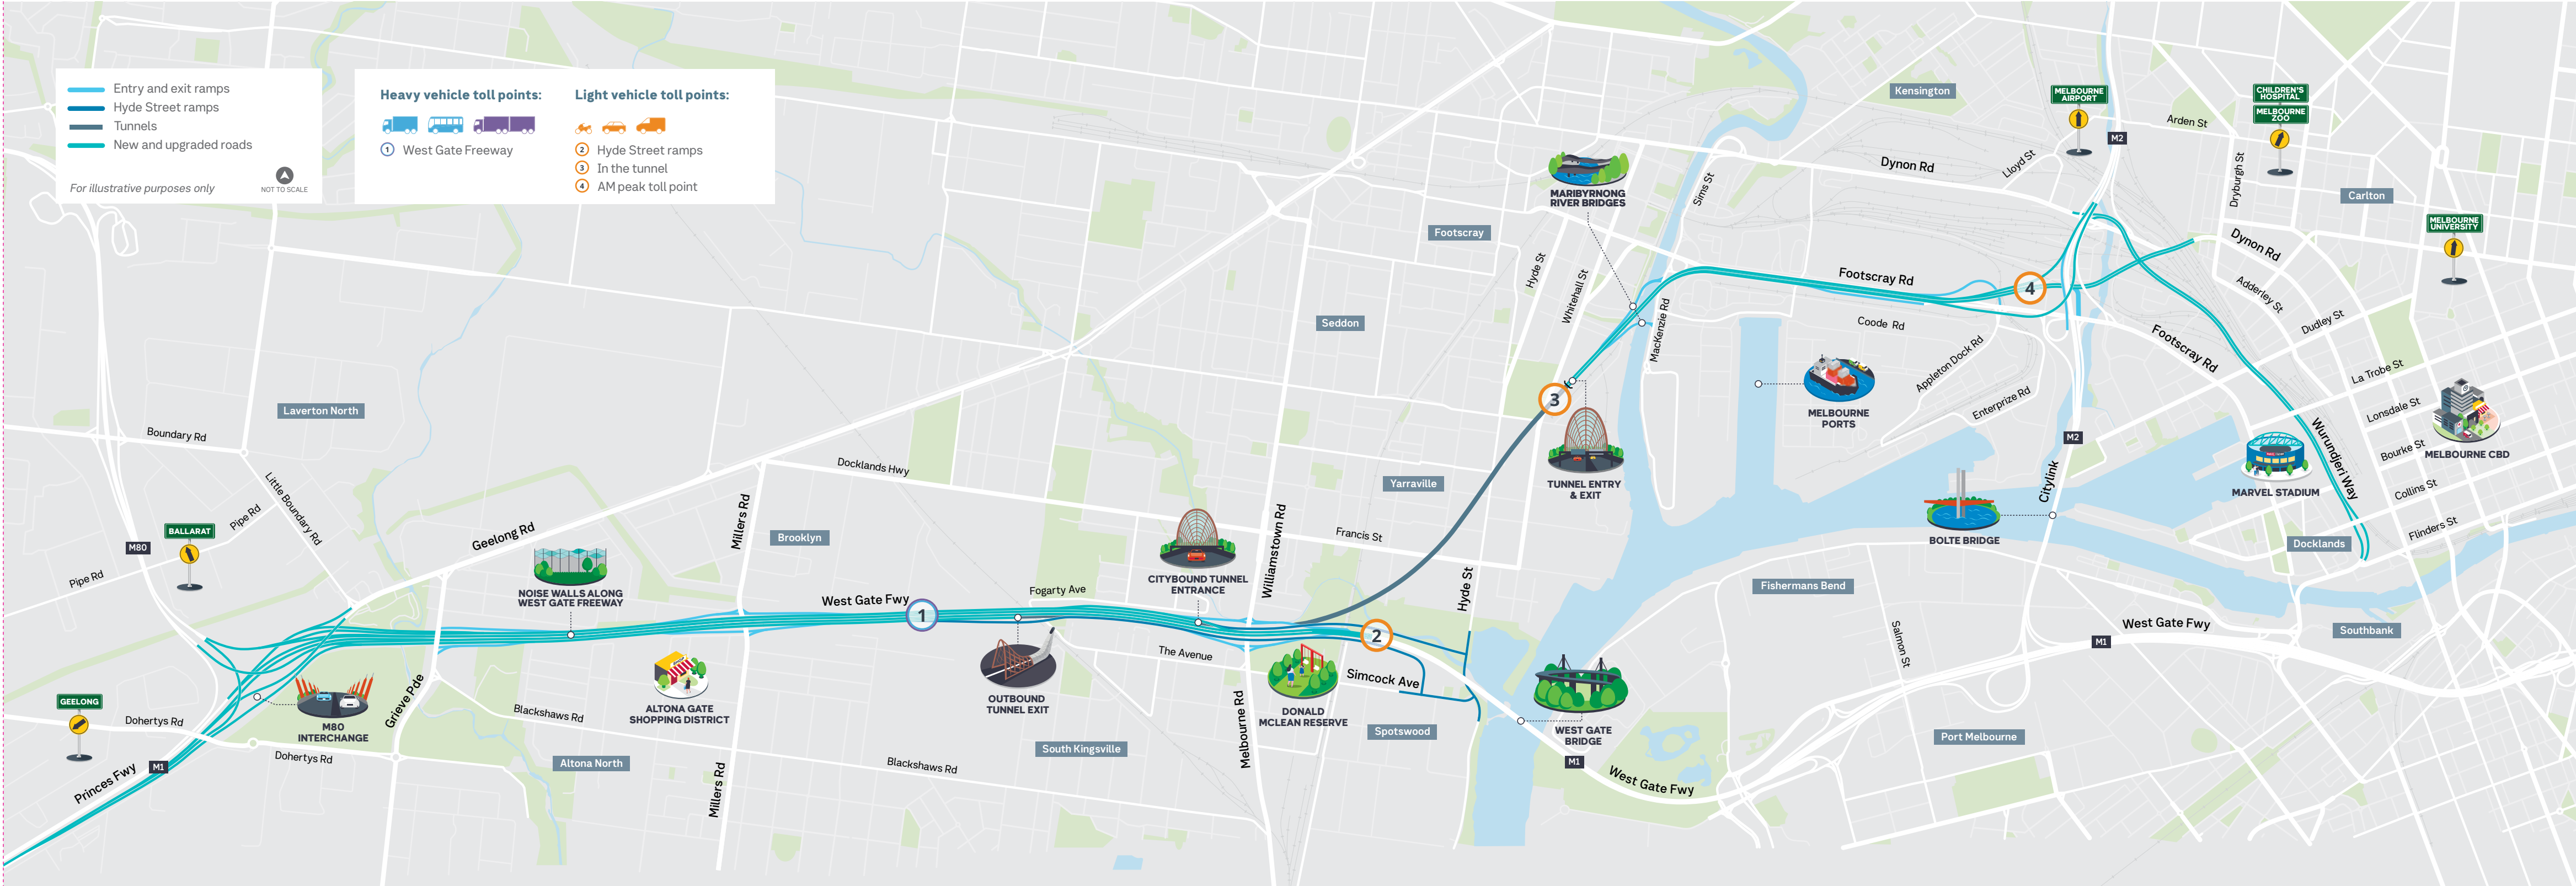 Entry and exit ramps
Hyde Street ramps
Tunnels
New and upgraded roads
For illustrative purposes only
NOT TO SCALE
Heavy vehicle toll points:
1 West Gate Freeway
Light vehicle toll points:
2 Hyde Street ramps
3 In the tunnel
4 AM peak toll point
Kensington
MELBOURNE
AIRPORT
M2
Arden St
CHILDREN'S
HOSPITAL
MELBOURNE
ZOO
Lloyd St
Dryburgh St
Carlton
MELBOURNE
UNIVERSITY
Dynon Rd
Sims St
MARIBYRNONG
RIVER BRIDGES
Footscray
Hyde St
Whitehall St
MacKenzie Rd
Seddon
Footscray Rd
4
Coode Rd
Appleton Dock Rd
Enterprize Rd
Dynon Rd
Adderley St
Dudley St
Footscray Rd
La Trobe St
Lonsdale St
Bourke St
Collins St
Flinders St
Wurundjeri Way
MELBOURNE CBD
MARVEL STADIUM
Docklands
M2
Citylink
BOLTE BRIDGE
MELBOURNE
PORTS
3
TUNNEL ENTRY
& EXIT
Yarraville
Francis St
Laverton North
Boundary Rd
Little Boundary Rd
Pipe Rd
BALLARAT
M80
Pipe Rd
Geelong Rd
Docklands Hwy
Millers Rd
Brooklyn
NOISE WALLS ALONG
WEST GATE FREEWAY
West Gate Fwy
1
Fogarty Ave
CITYBOUND TUNNEL
ENTRANCE
Williamstown Rd
Hyde St
2
Fishermans Bend
Salmon St
West Gate Fwy
M1
Southbank
GEELONG
Dohertys Rd
M80
INTERCHANGE
Grieve Pde
Dohertys Rd
Princes Fwy
M1
Blackshaws Rd
ALTONA GATE
SHOPPING DISTRICT
Altona North
Millers Rd
Blackshaws Rd
OUTBOUND
TUNNEL EXIT
South Kingsville
The Avenue
Melbourne Rd
DONALD
MCLEAN RESERVE
Simcock Ave
Spotswood
WEST GATE
BRIDGE
M1
West Gate Fwy
Port Melbourne